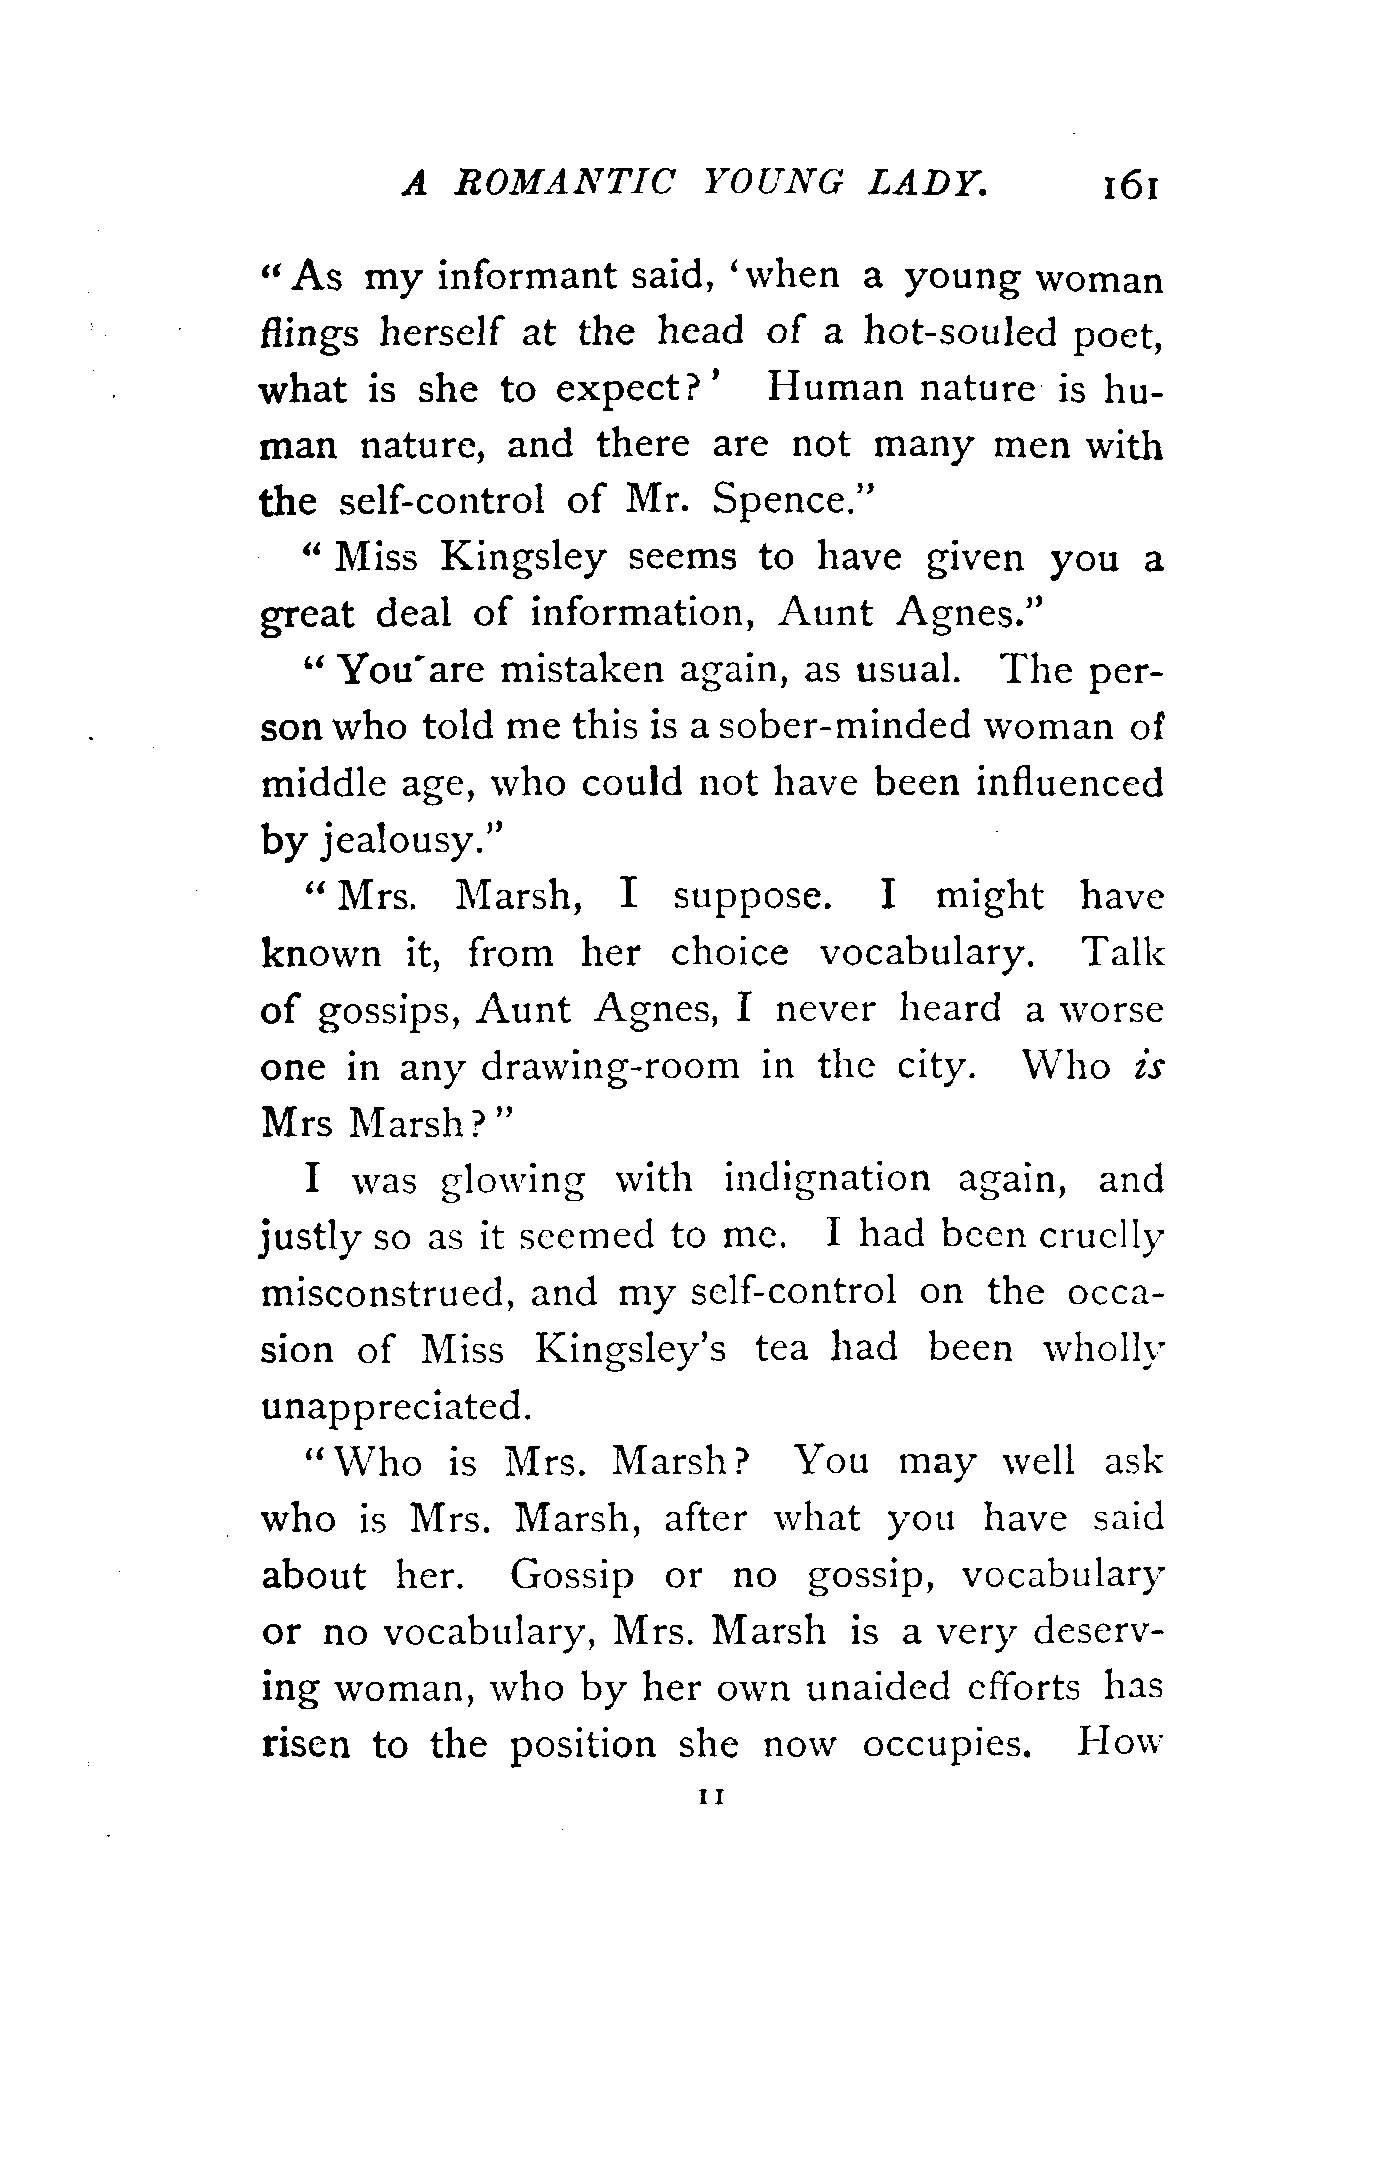 A ROMANTIC YOUNG LADY. 161
“ As my informant said, ‘when a young woman
flings herself at the head of a hot-souled poet,
what is she to expect? ’ Human nature is hu-
man nature, and there are not many men with
the self-control of Mr. Spence.”
“ Miss Kingsley seems to have given you a
great deal of information, Aunt Agnes.”
“ You are mistaken again, as usual. The per-
son who told me this is a sober-minded woman of
middle age, who could not have been influenced
by jealousy.”
“ Mrs. Marsh, I suppose. I might have
known it, from her choice vocabulary. Talk
of gossips, Aunt Agnes, I never heard a worse
one in any drawing-room in the city. Who is
Mrs Marsh? ”
I was glowing with indignation again, and
justly so as it seemed to me. I had been cruelly
misconstrued, and my self-control on the occa-
sion of Miss Kingsley’s tea had been wholly
unappreciated.
“ Who is Mrs. Marsh? You may well ask
who is Mrs. Marsh, after what you have said
about her. Gossip or no gossip, vocabulary
or no vocabulary, Mrs. Marsh is a very deserv-
ing woman, who by her own unaided efforts has
risen to the position she now occupies. How
11